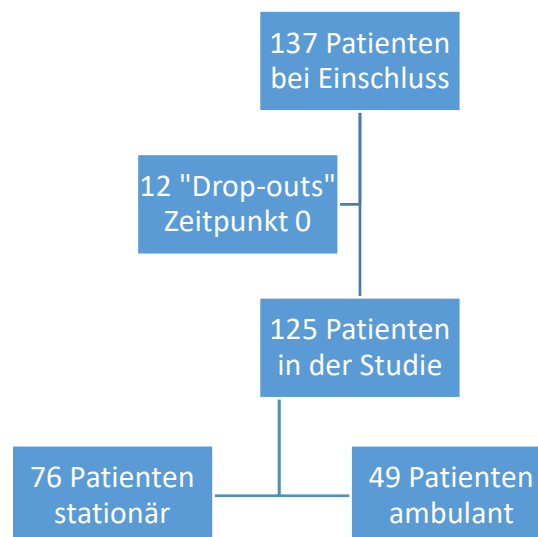 137 Patienten
bei Einschluss
12 "Drop-outs"
Zeitpunkt 0
125 Patienten
in der Studie
76 Patienten
stationär
49 Patienten
ambulant